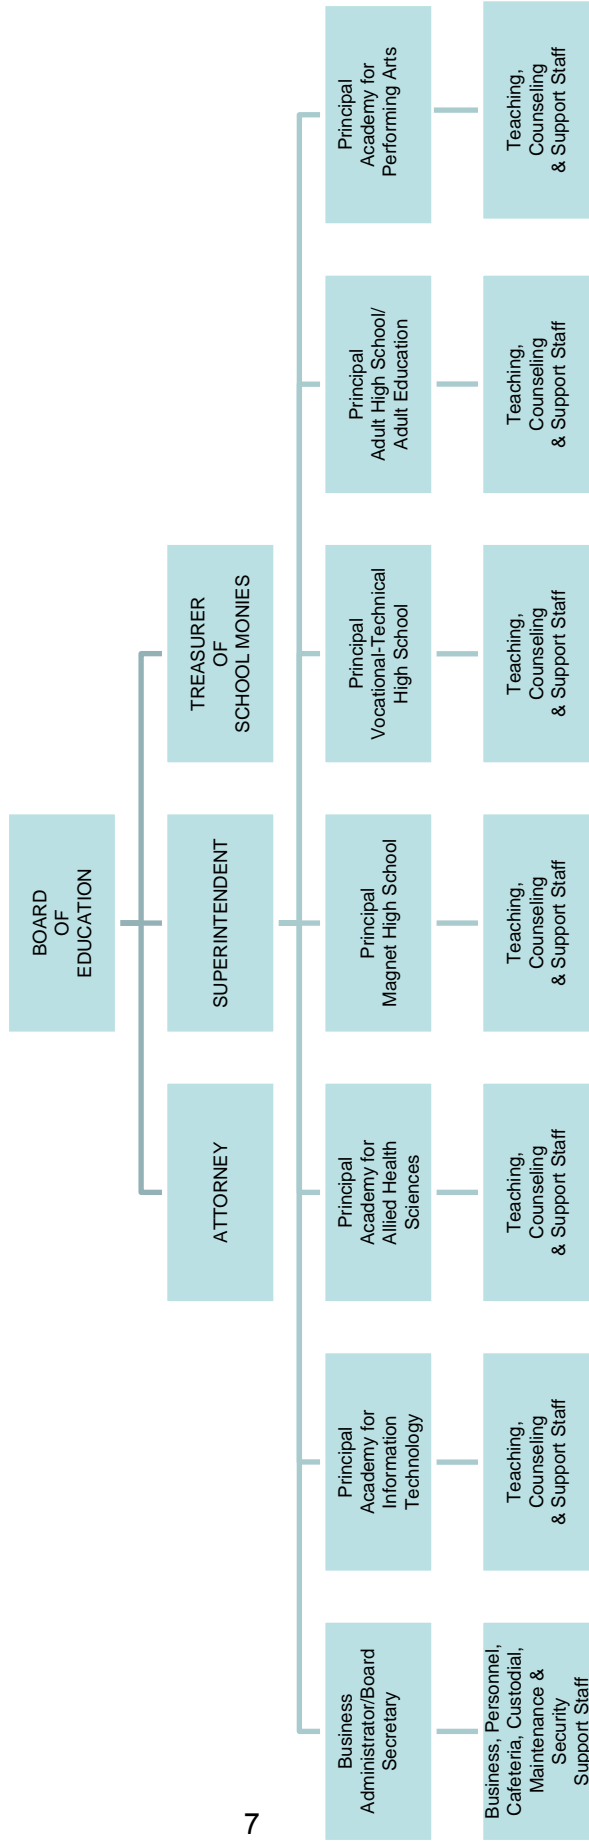 BOARD
OF
EDUCATION
ATTORNEY
SUPERINTENDENT
TREASURER
OF
SCHOOL MONIES
Business
Administrator/Board
Secretary
Principal
Academy for
Information
Technology
Principal
Academy for
Allied Health
Sciences
Principal
Magnet High School
Principal
Vocational-Technical
High School
Principal
Adult High School/
Adult Education
Principal
Academy for
Performing Arts
Business, Personnel,
Cafeteria, Custodial,
Maintenance &
Security
Support Staff
Teaching,
Counseling
& Support Staff
Teaching,
Counseling
& Support Staff
Teaching,
Counseling
& Support Staff
Teaching,
Counseling
& Support Staff
Teaching,
Counseling
& Support Staff
Teaching,
Counseling
& Support Staff
7